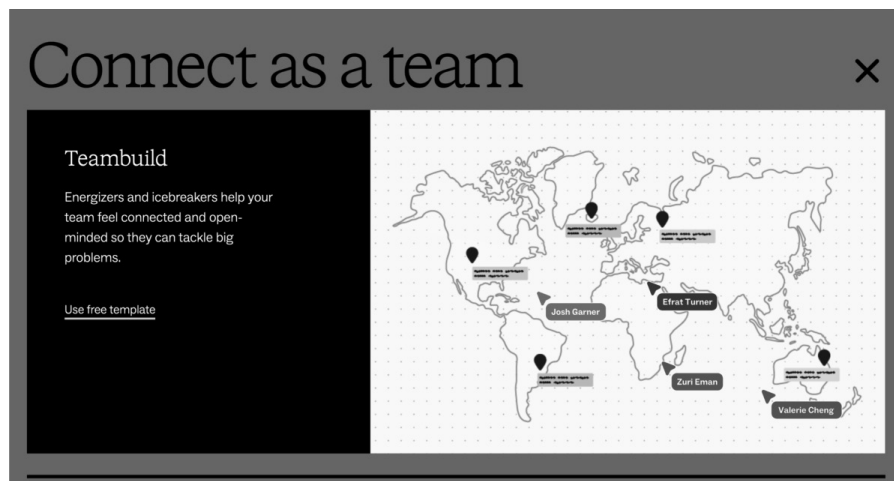 Connect as a team
Teambuild
Energizers and icebreakers help your
team feel connected and open-
minded so they can tackle big
problems.
Use free template
Josh Garner
Efrat Turner
Zuri Eman
Valerie Cheng